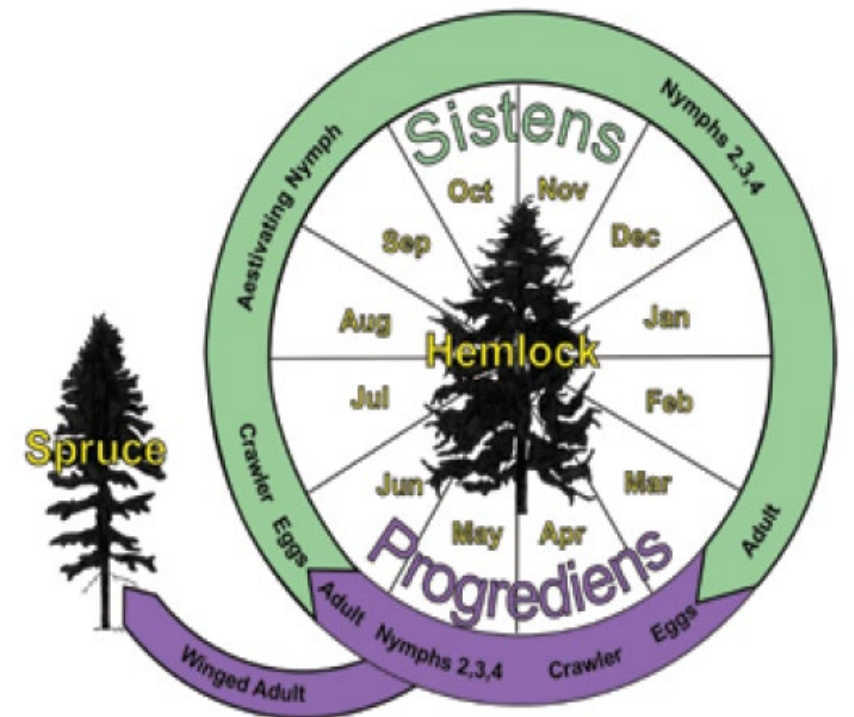 Sistens
Oct
Nov
Sep
Dec
Aug
Jan
Hemlock
Jul
Feb
Jun
Mar
May
Apr
Progrediens
Spruce
Aestivating Nymph
Nymphs 2,3,4
Crawler
Eggs
Adult
Adult
Nymphs 2,3,4
Crawler
Eggs
Winged Adult